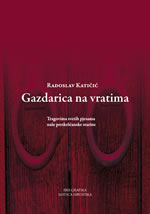 RADOSLAV KATIČIĆ
Gazdarica na vratima
Tragovima svetih pjesama
naše pretkršćanske starine
IBIS GRAFIKA
MATICA HRVATSKA